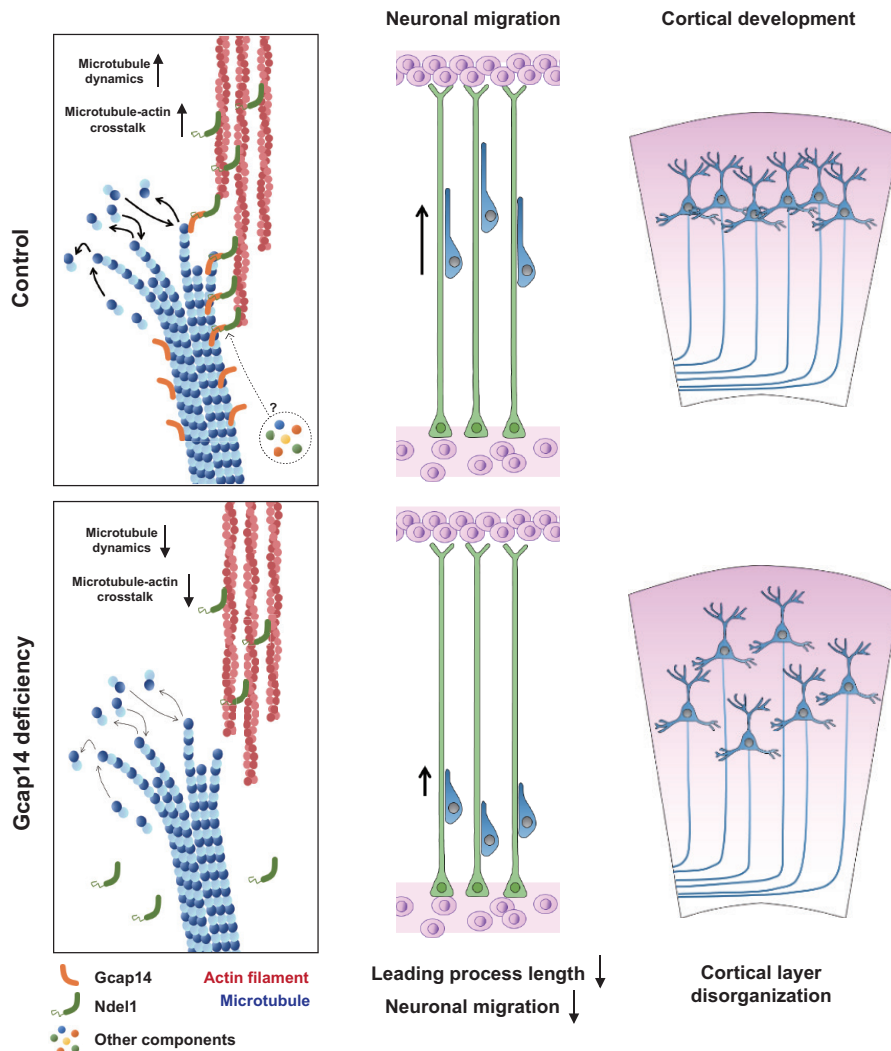 Neuronal migration
Cortical development
Control
Microtubule
dynamics
Microtubule-actin
crosstalk
?
Gcap14 deficiency
Microtubule
dynamics
Microtubule-actin
crosstalk
Gcap14
Actin filament
Ndel1
Microtubule
Other components
Leading process length
Neuronal migration
Cortical layer
disorganization